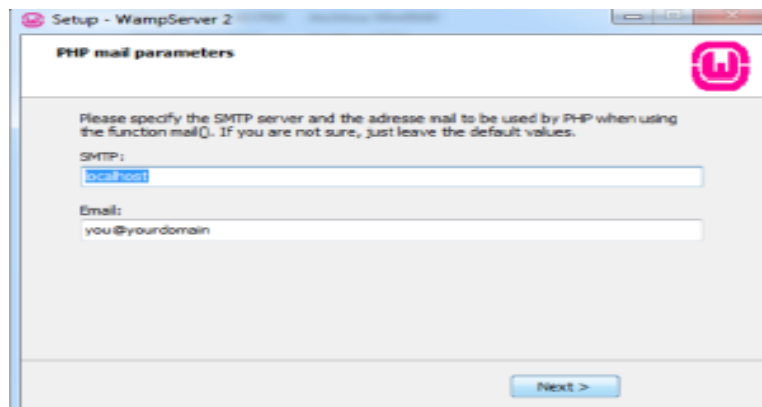 Setup - WampServer 2
PHP mail parameters
Please specify the SMTP server and the adresse mail to be used by PHP when using
the function mail(). If you are not sure, just leave the default values.
SMTP:
localhost
Email:
you@yourdomain
Next >